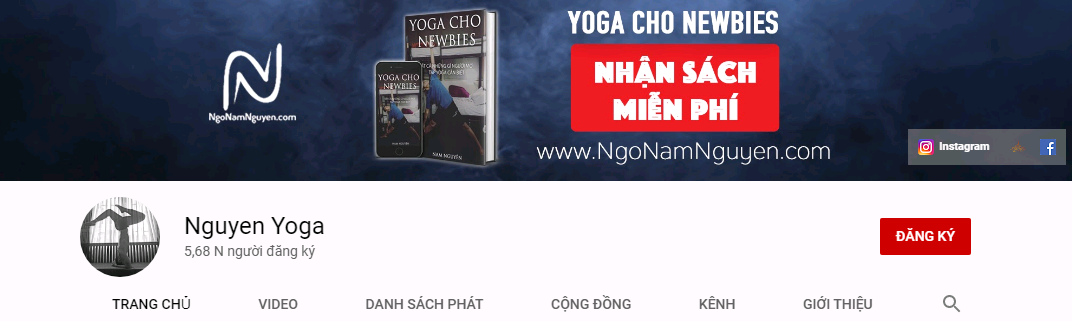 NgoNamNguyen.com
YOGA CHO
NEWBIES
YOGA CHO
NEWBIES
NAM NGUYỄN
YOGA CHO NEWBIES
NHẬN SÁCH
MIỄN PHÍ
www.NgoNamNguyen.com
Instagram
Nguyen Yoga
5,68 N người đăng ký
ĐĂNG KÝ
TRANG CHỦ VIDEO DANH SÁCH PHÁT CỘNG ĐỒNG KÊNH GIỚI THIỆU